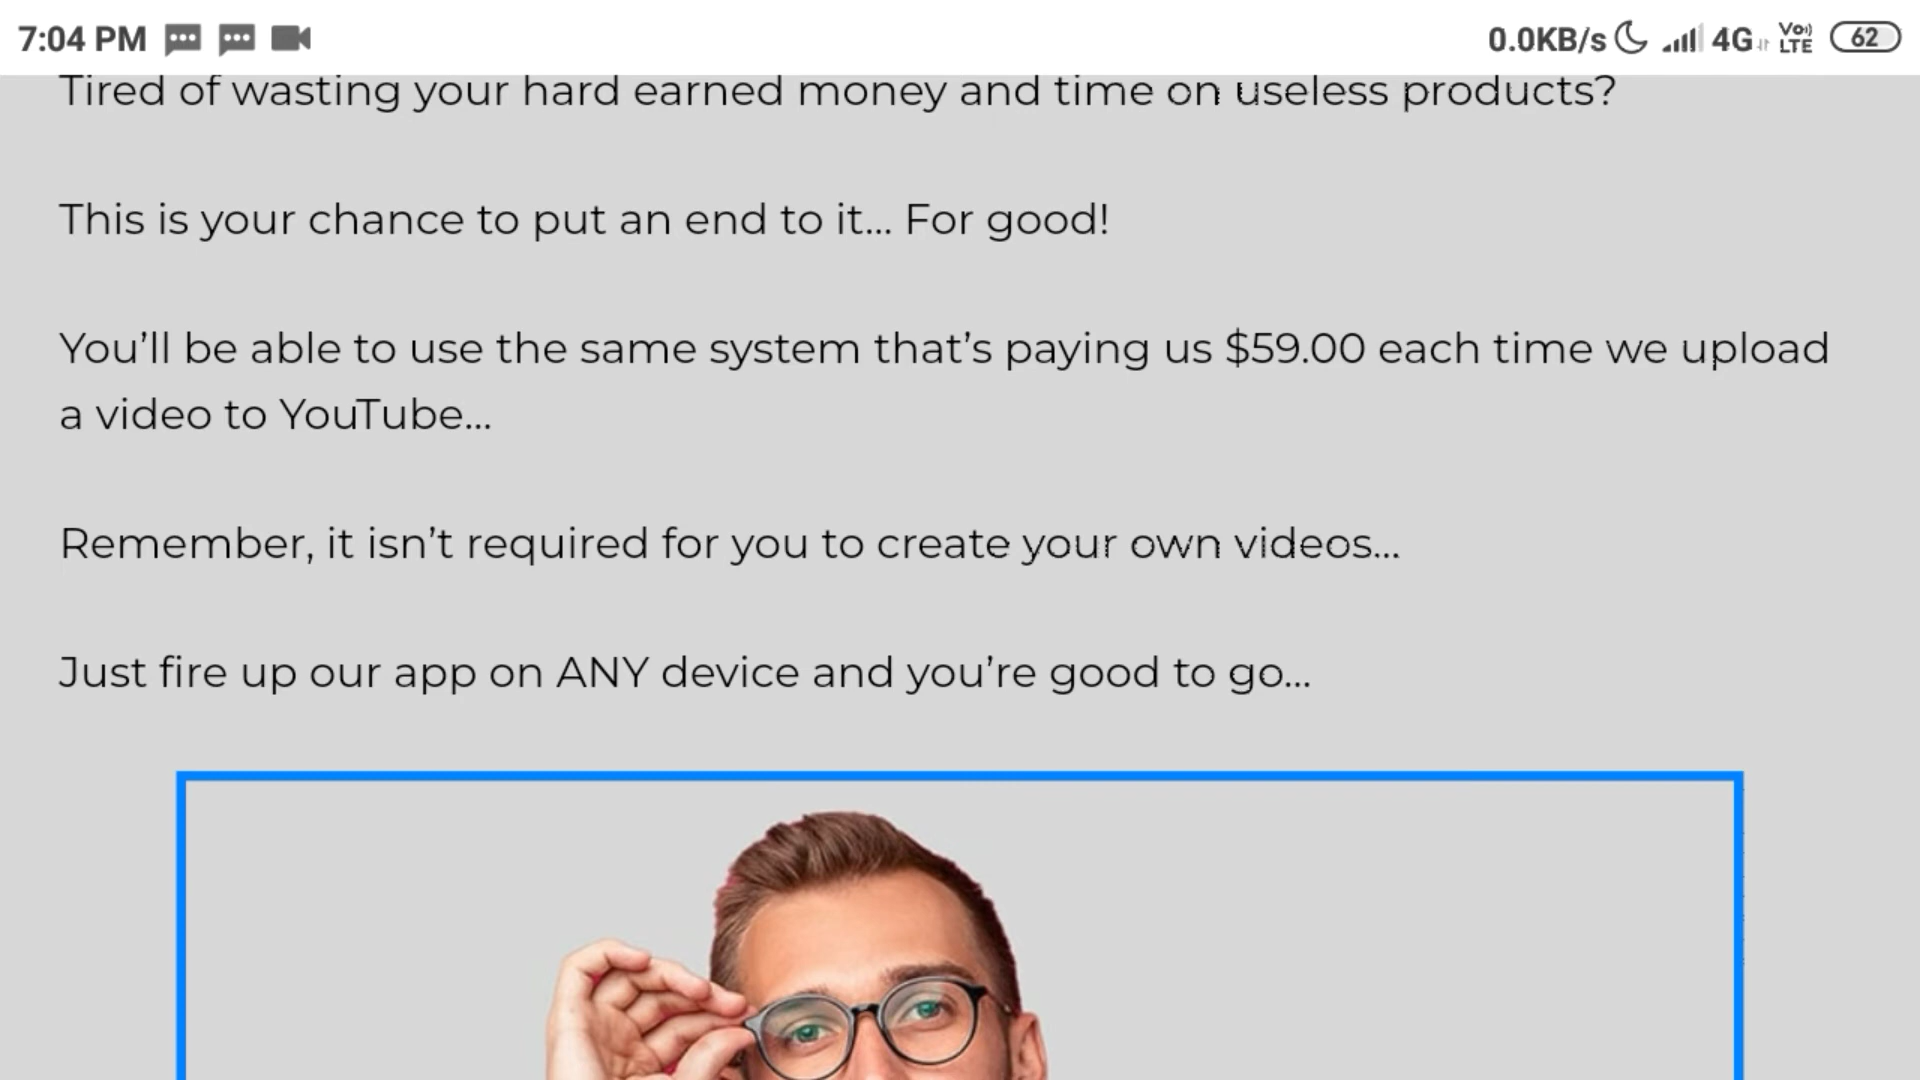 7:04 PM 0.0KB/s 4G Vo) LTE 62
Tired of wasting your hard earned money and time on useless products?
This is your chance to put an end to it... For good!
You’ll be able to use the same system that’s paying us $59.00 each time we upload
a video to YouTube...
Remember, it isn’t required for you to create your own videos...
Just fire up our app on ANY device and you’re good to go...